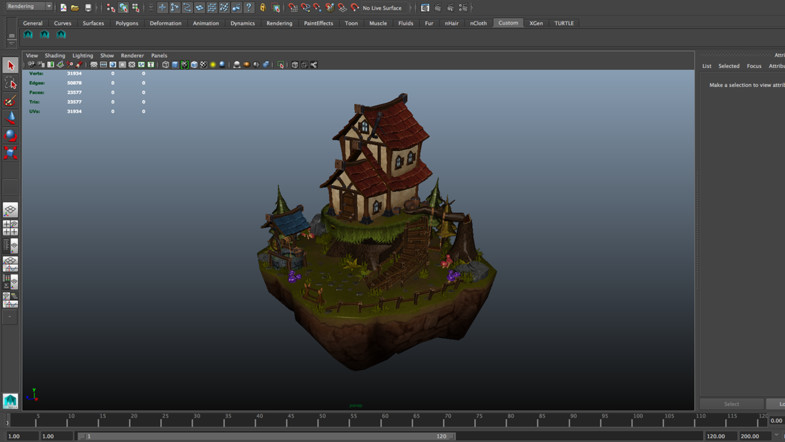 Rendering
No Live Surface
General Curves Surfaces Polygons Deformation Animation Dynamics Rendering PaintEffects Toon Muscle Fluids Fur nHair nCloth Custom XGen TURTLE
View Shading Lighting Show Renderer Panels
Verts: 31934 0 0
Edges: 0 0
Faces: 23577 0 0
Tris: 23577 0 0
UVs: 31934 0 0
List Selected Focus
Make a selection to view attri
persp
Select
5 10 15 20 25 30 35 40 45 50 55 60 65 70 75 80 85 90 95 100 105 110 115 0.00
1.00 1.00 1 120 120.00 200.00